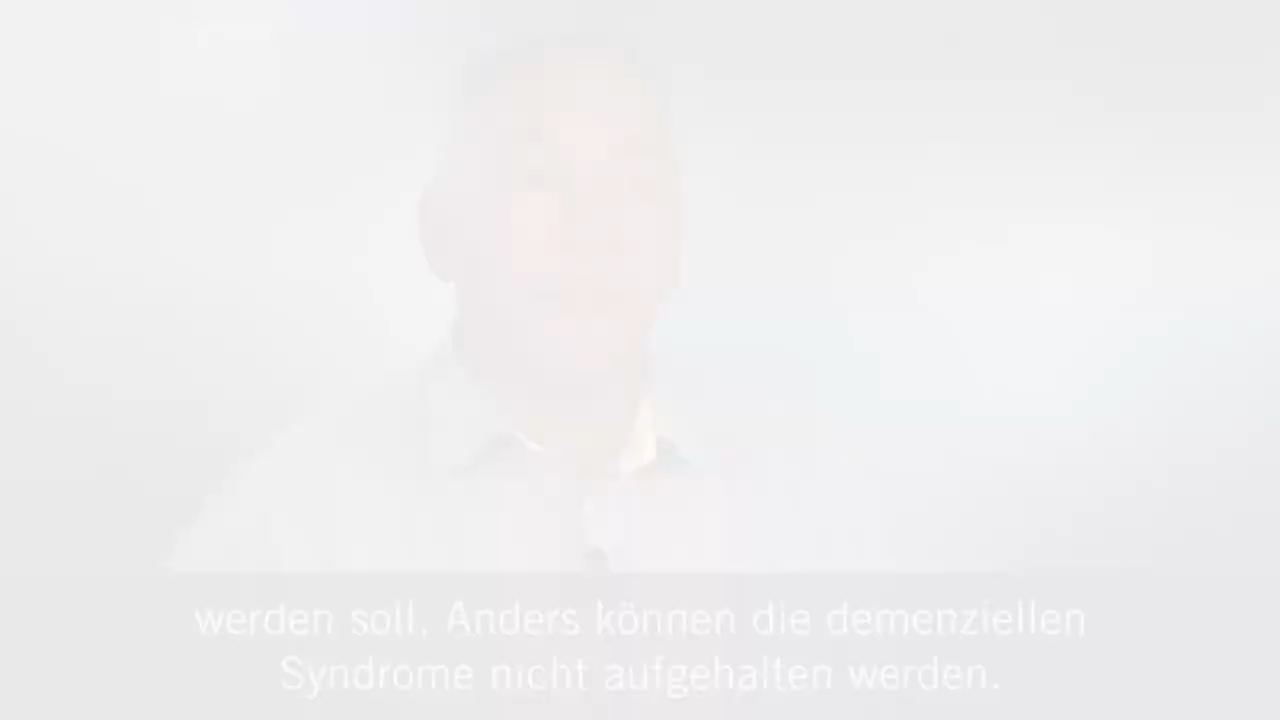 werden soll. Anders können die demenziellen
Syndrome nicht aufgehalten werden.